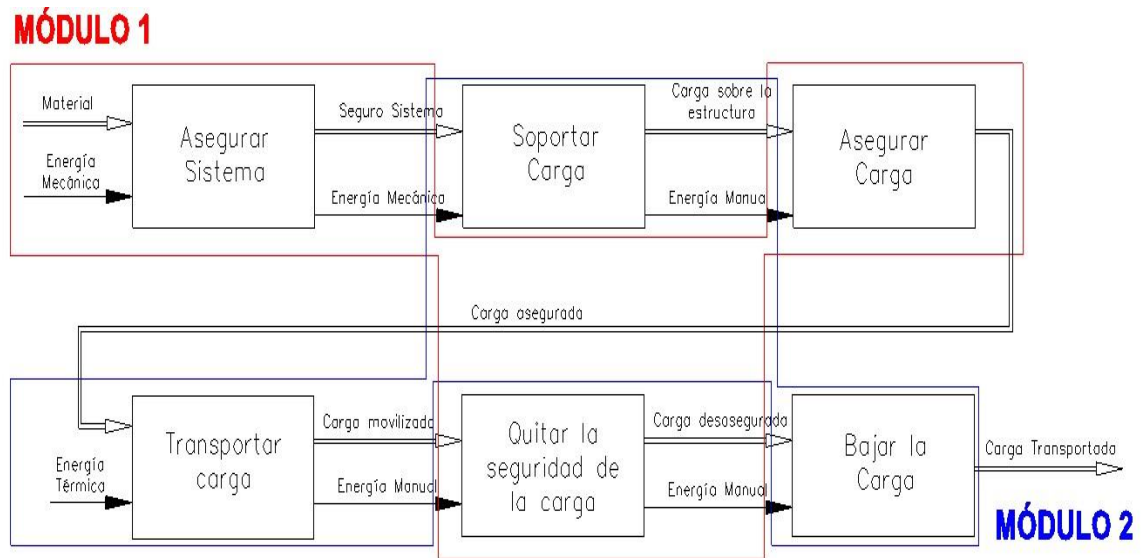 MÓDULO 1
Material
Energía
Mecánica
Asegurar
Sistema
Seguro Sistema
Energía Mecánica
Soportar
Carga
Carga sobre la
estructura
Energía Manual
Asegurar
Carga
Carga asegurada
Energía
Térmica
Transportar
carga
Carga movilizada
Energía Manual
Quitar la
seguridad de
la carga
Carga desasegurada
Energía Manual
Bajar la
Carga
Carga Transportada
MÓDULO 2